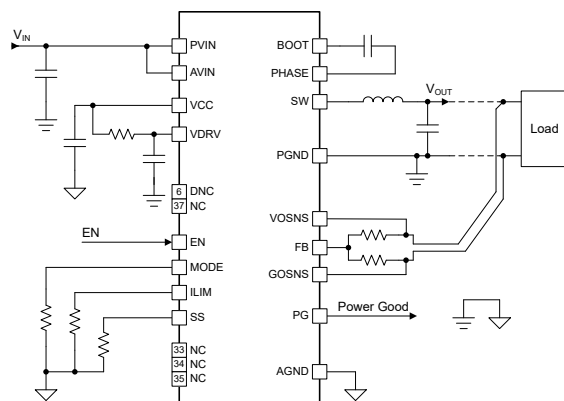 VIN
PVIN
AVIN
VCC
VDRV
6 DNC
37 NC
EN
EN
MODE
ILIM
SS
33 NC
34 NC
35 NC
BOOT
PHASE
SW
VOUT
Load
PGND
VOSNS
FB
GOSNS
PG
Power Good
AGND